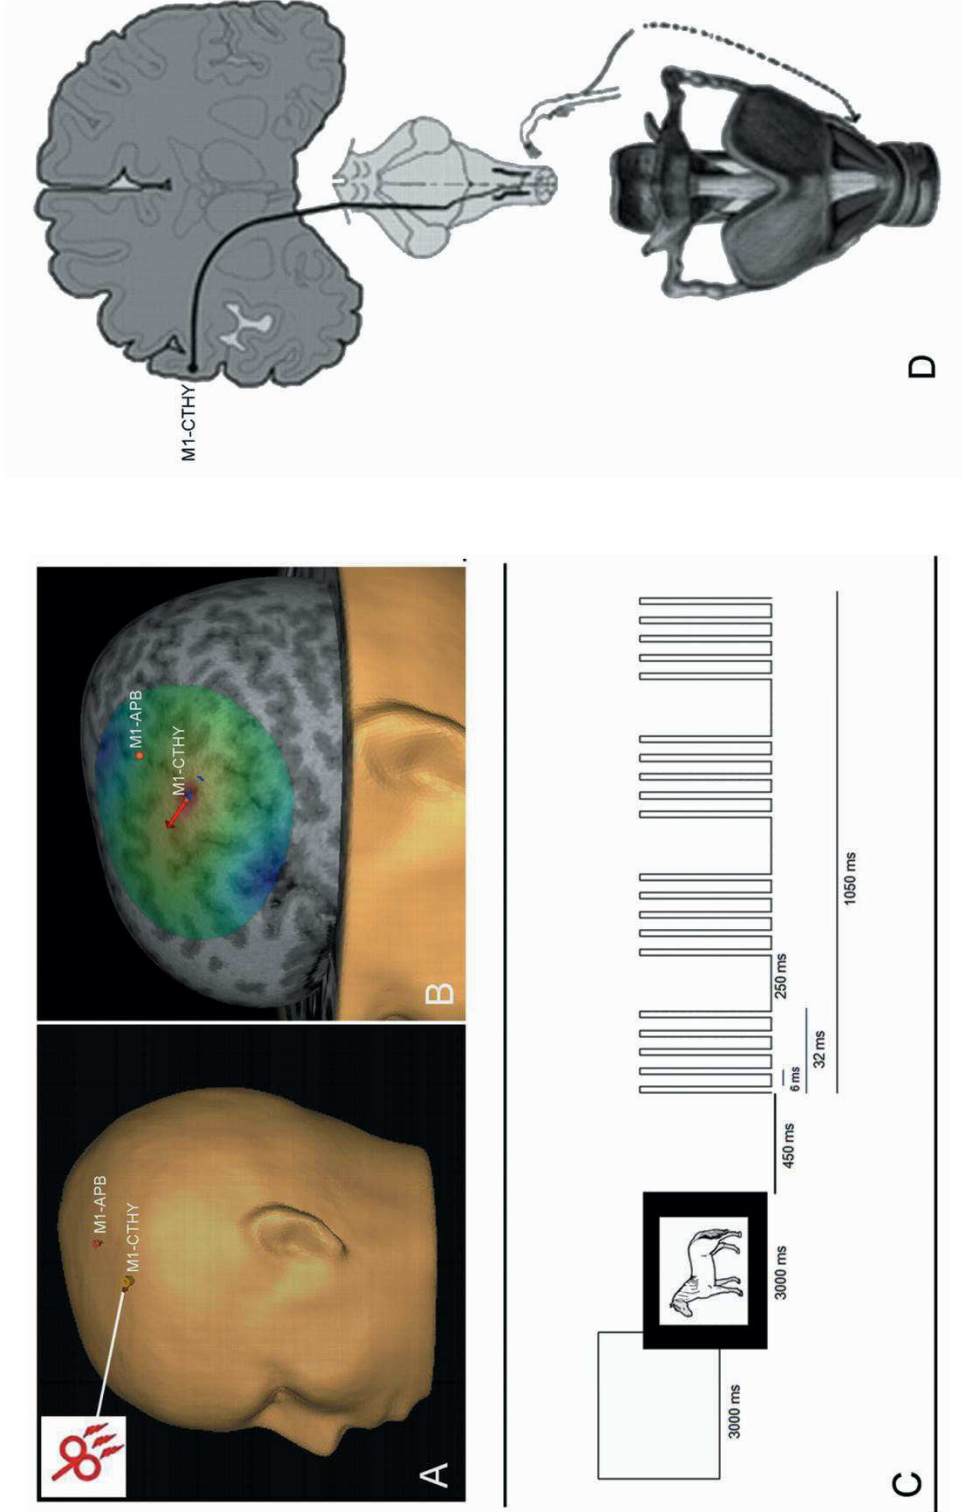 A
M1-APB
M1-CTHY
B
M1-APB
M1-CTHY
C
3000 ms
3000 ms
450 ms
6 ms
32 ms
250 ms
1050 ms
D
M1-CTHY